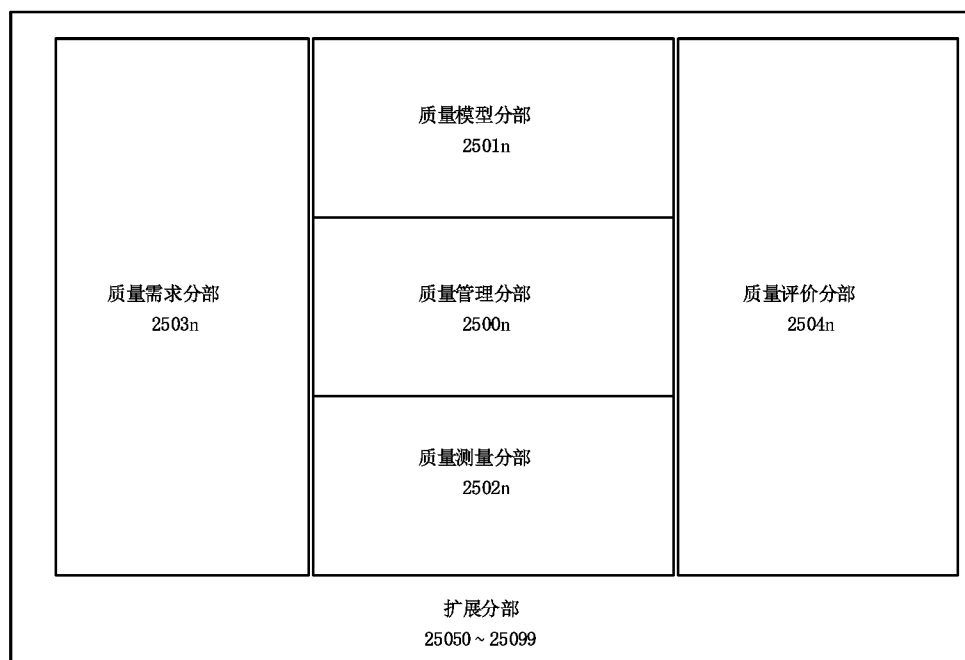 质量模型分部
2501n
质量需求分部
2503n
质量管理分部
2500n
质量评价分部
2504n
质量测量分部
2502n
扩展分部
25050~25099